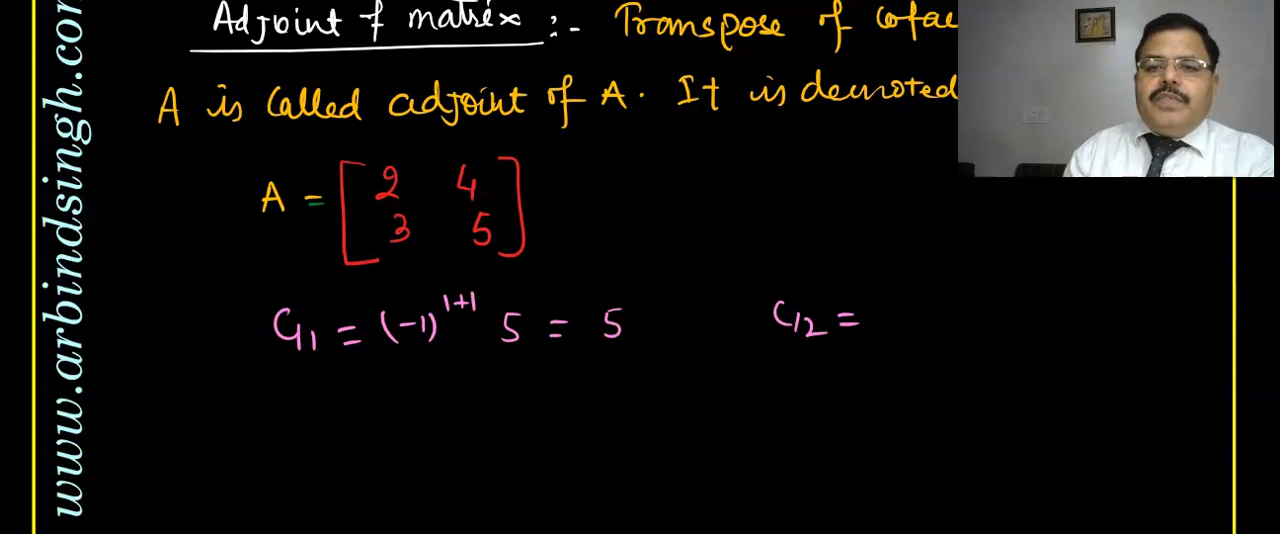 Adjoint of matrix :- Transpose of cofac
A is called adjoint of A. It is denoted
A = [ 2 4
3 5 ]
C11 = (-1)^1+1 5 = 5 C12 =
www.arbindsingh.com